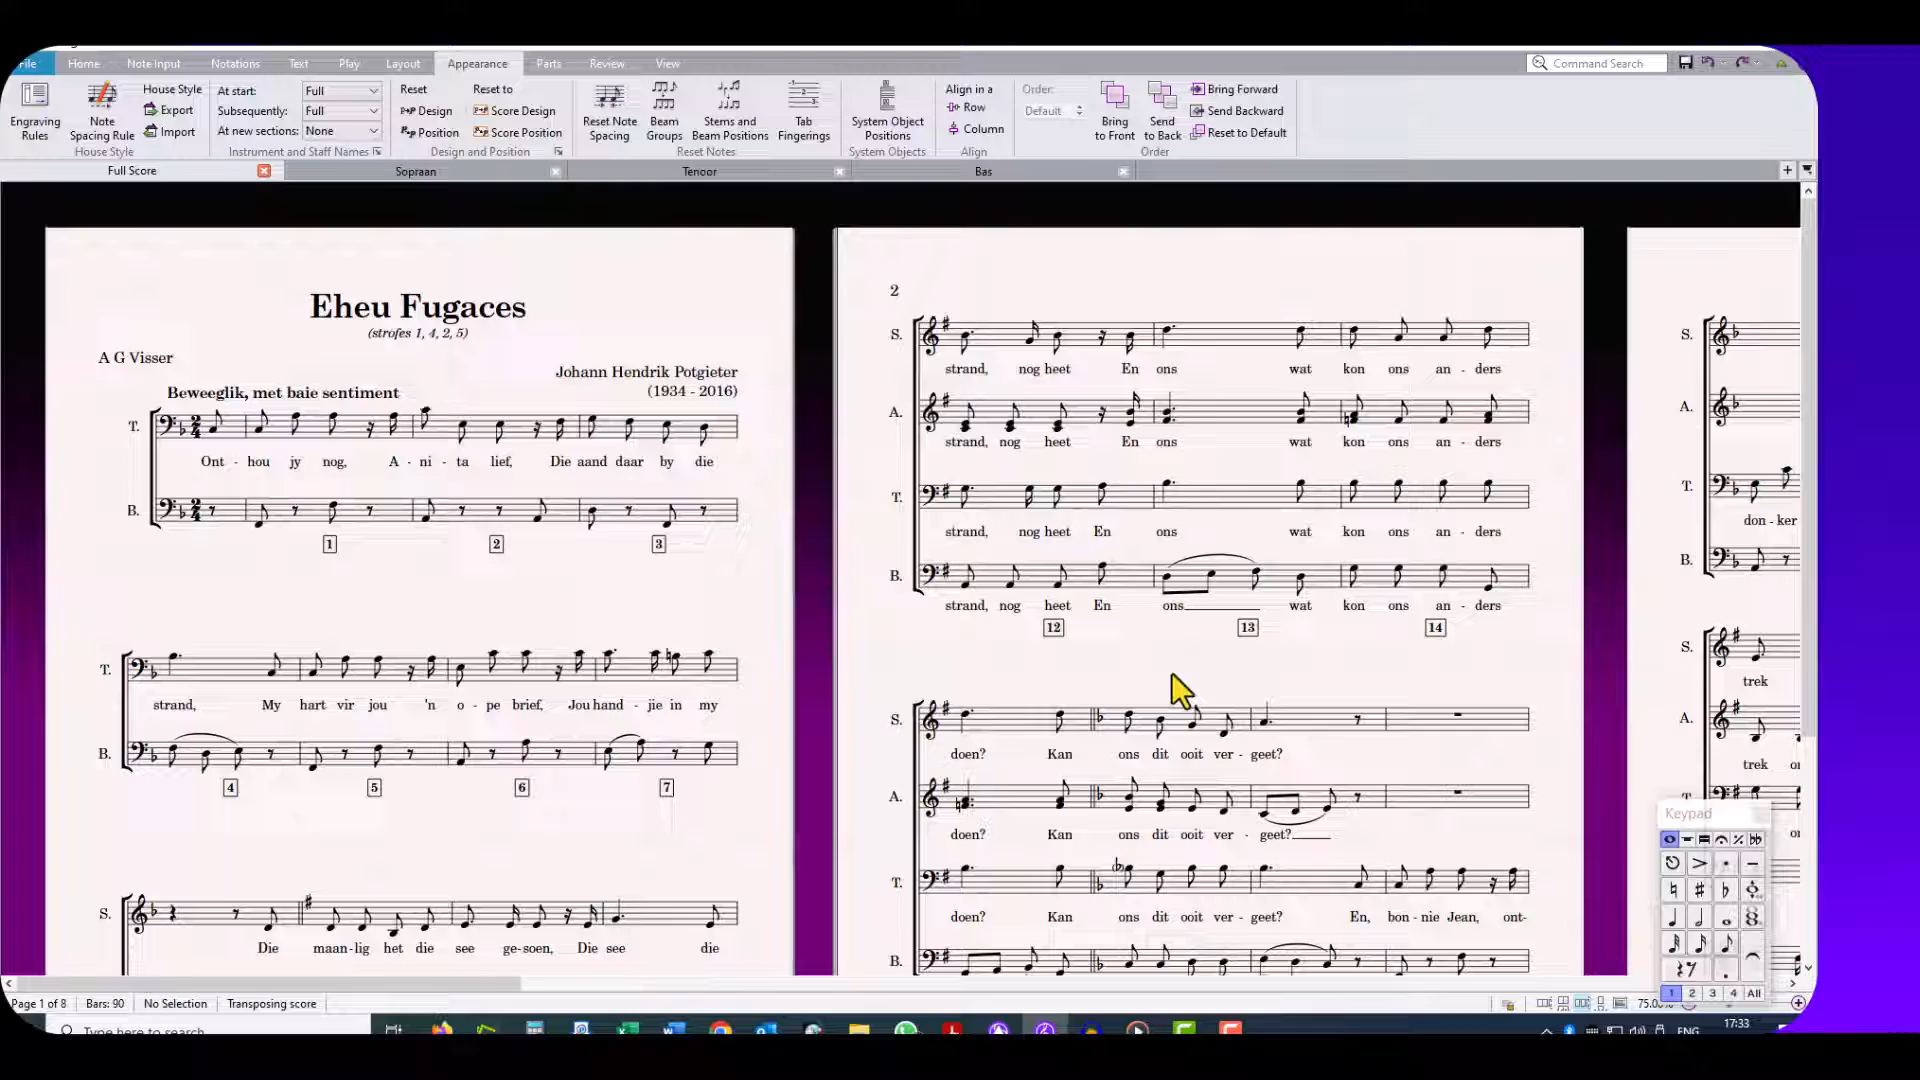 File Home Note Input Notations Text Play Layout Appearance Parts Review View Command Search
Engraving Rules
Note Spacing Rule
House Style
Export
Import
House Style
At start: Full
Subsequently: Full
At new sections: None
Instrument and Staff Names
Reset
Design
Position
Reset to
Score Design
Score Position
Design and Position
Reset Note Spacing
Beam Groups
Stems and Beam Positions
Tab Fingerings
Reset Notes
System Object Positions
System Objects
Align in a
Row
Column
Align
Order:
Default
Bring to Front
Send to Back
Bring Forward
Send Backward
Reset to Default
Order
Full Score Sopraan Tenoor Bas
Eheu Fugaces
(strofes 1, 4, 2, 5)
A G Visser
Johann Hendrik Potgieter
(1934 - 2016)
Beweeglik, met baie sentiment
T.
Ont - hou jy nog, A - ni - ta lief, Die aand daar by die
B.
1 2 3
T.
strand, My hart vir jou 'n o - pe brief, Jou hand - jie in my
B.
4 5 6 7
S.
Die maan-lig het die see ge-soen, Die see die
2
S.
strand, nog heet En ons wat kon ons an - ders
A.
strand, nog heet En ons wat kon ons an - ders
T.
strand, nog heet En ons wat kon ons an - ders
B.
strand, nog heet En ons wat kon ons an - ders
12 13 14
S.
doen? Kan ons dit ooit ver - geet?
A.
doen? Kan ons dit ooit ver - geet?
T.
doen? Kan ons dit ooit ver - geet? En, bon - nie Jean, ont-
B.
S.
A.
T.
don - ker
B.
S.
trek
A.
trek
T.
Keypad
1 2 3 4 All
Page 1 of 8 Bars: 90 No Selection Transposing score
Type here to search
ENG
17:33